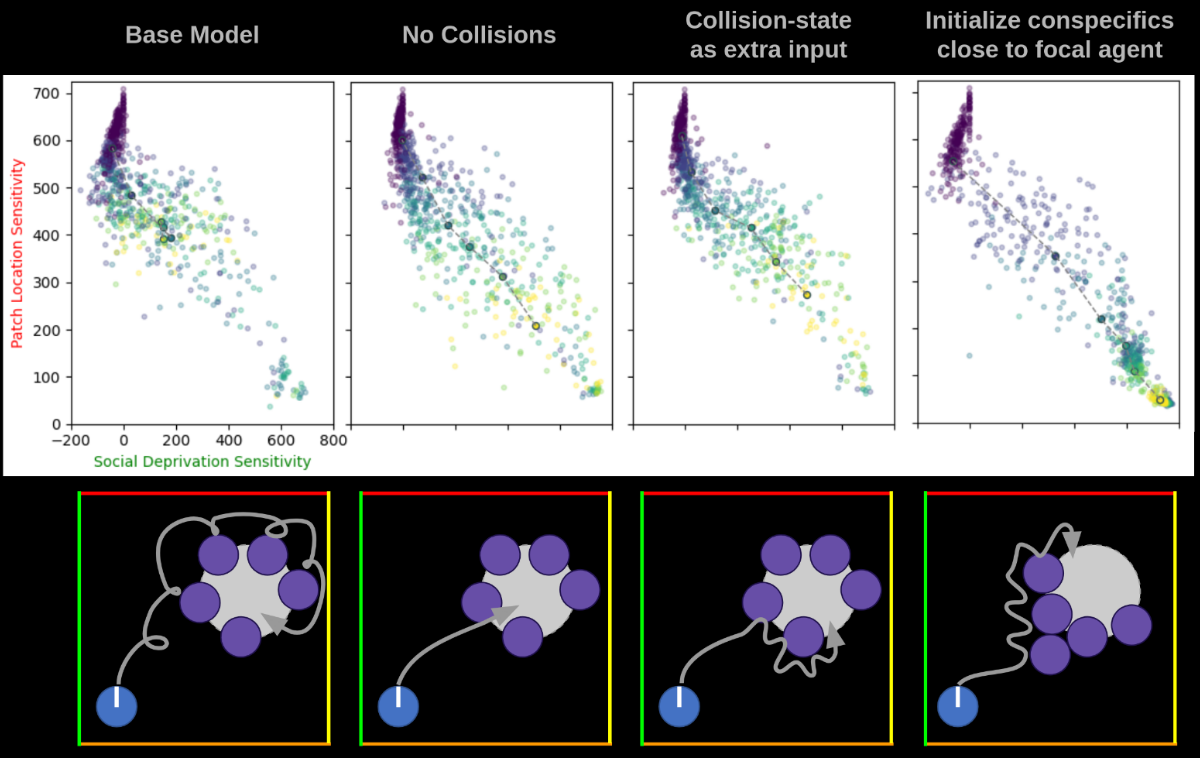 Base Model
No Collisions
Collision-state
as extra input
Initialize conspecifics
close to focal agent
Patch Location Sensitivity
700
600
500
400
300
200
100
0
−200 0 200 400 600 800
Social Deprivation Sensitivity